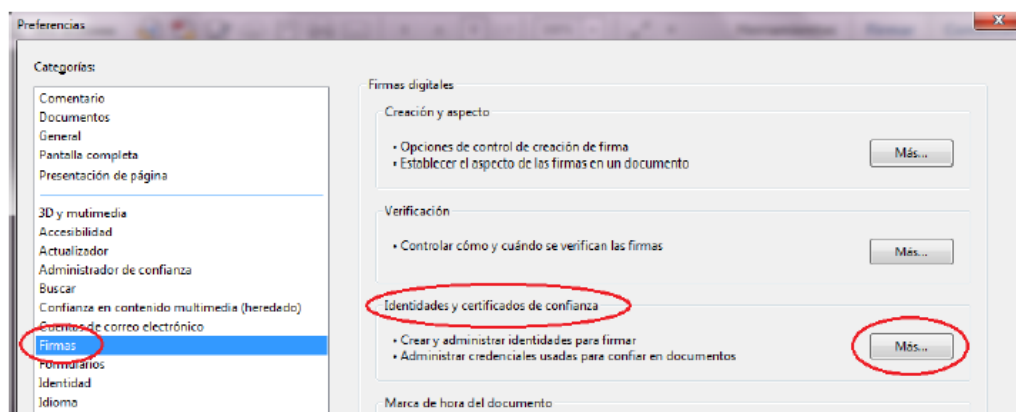 Preferencias
Categorías:
Comentario
Documentos
General
Pantalla completa
Presentación de página
3D y mutimedia
Accesibilidad
Actualizador
Administrador de confianza
Buscar
Confianza en contenido multimedia (heredado)
Cuentas de correo electrónico
Firmas
Formularios
Identidad
Idioma
Firmas digitales
Creación y aspecto
• Opciones de control de creación de firma
• Establecer el aspecto de las firmas en un documento
Más...
Verificación
• Controlar cómo y cuándo se verifican las firmas
Más...
Identidades y certificados de confianza
• Crear y administrar identidades para firmar
• Administrar credenciales usadas para confiar en documentos
Más...
Marca de hora del documento